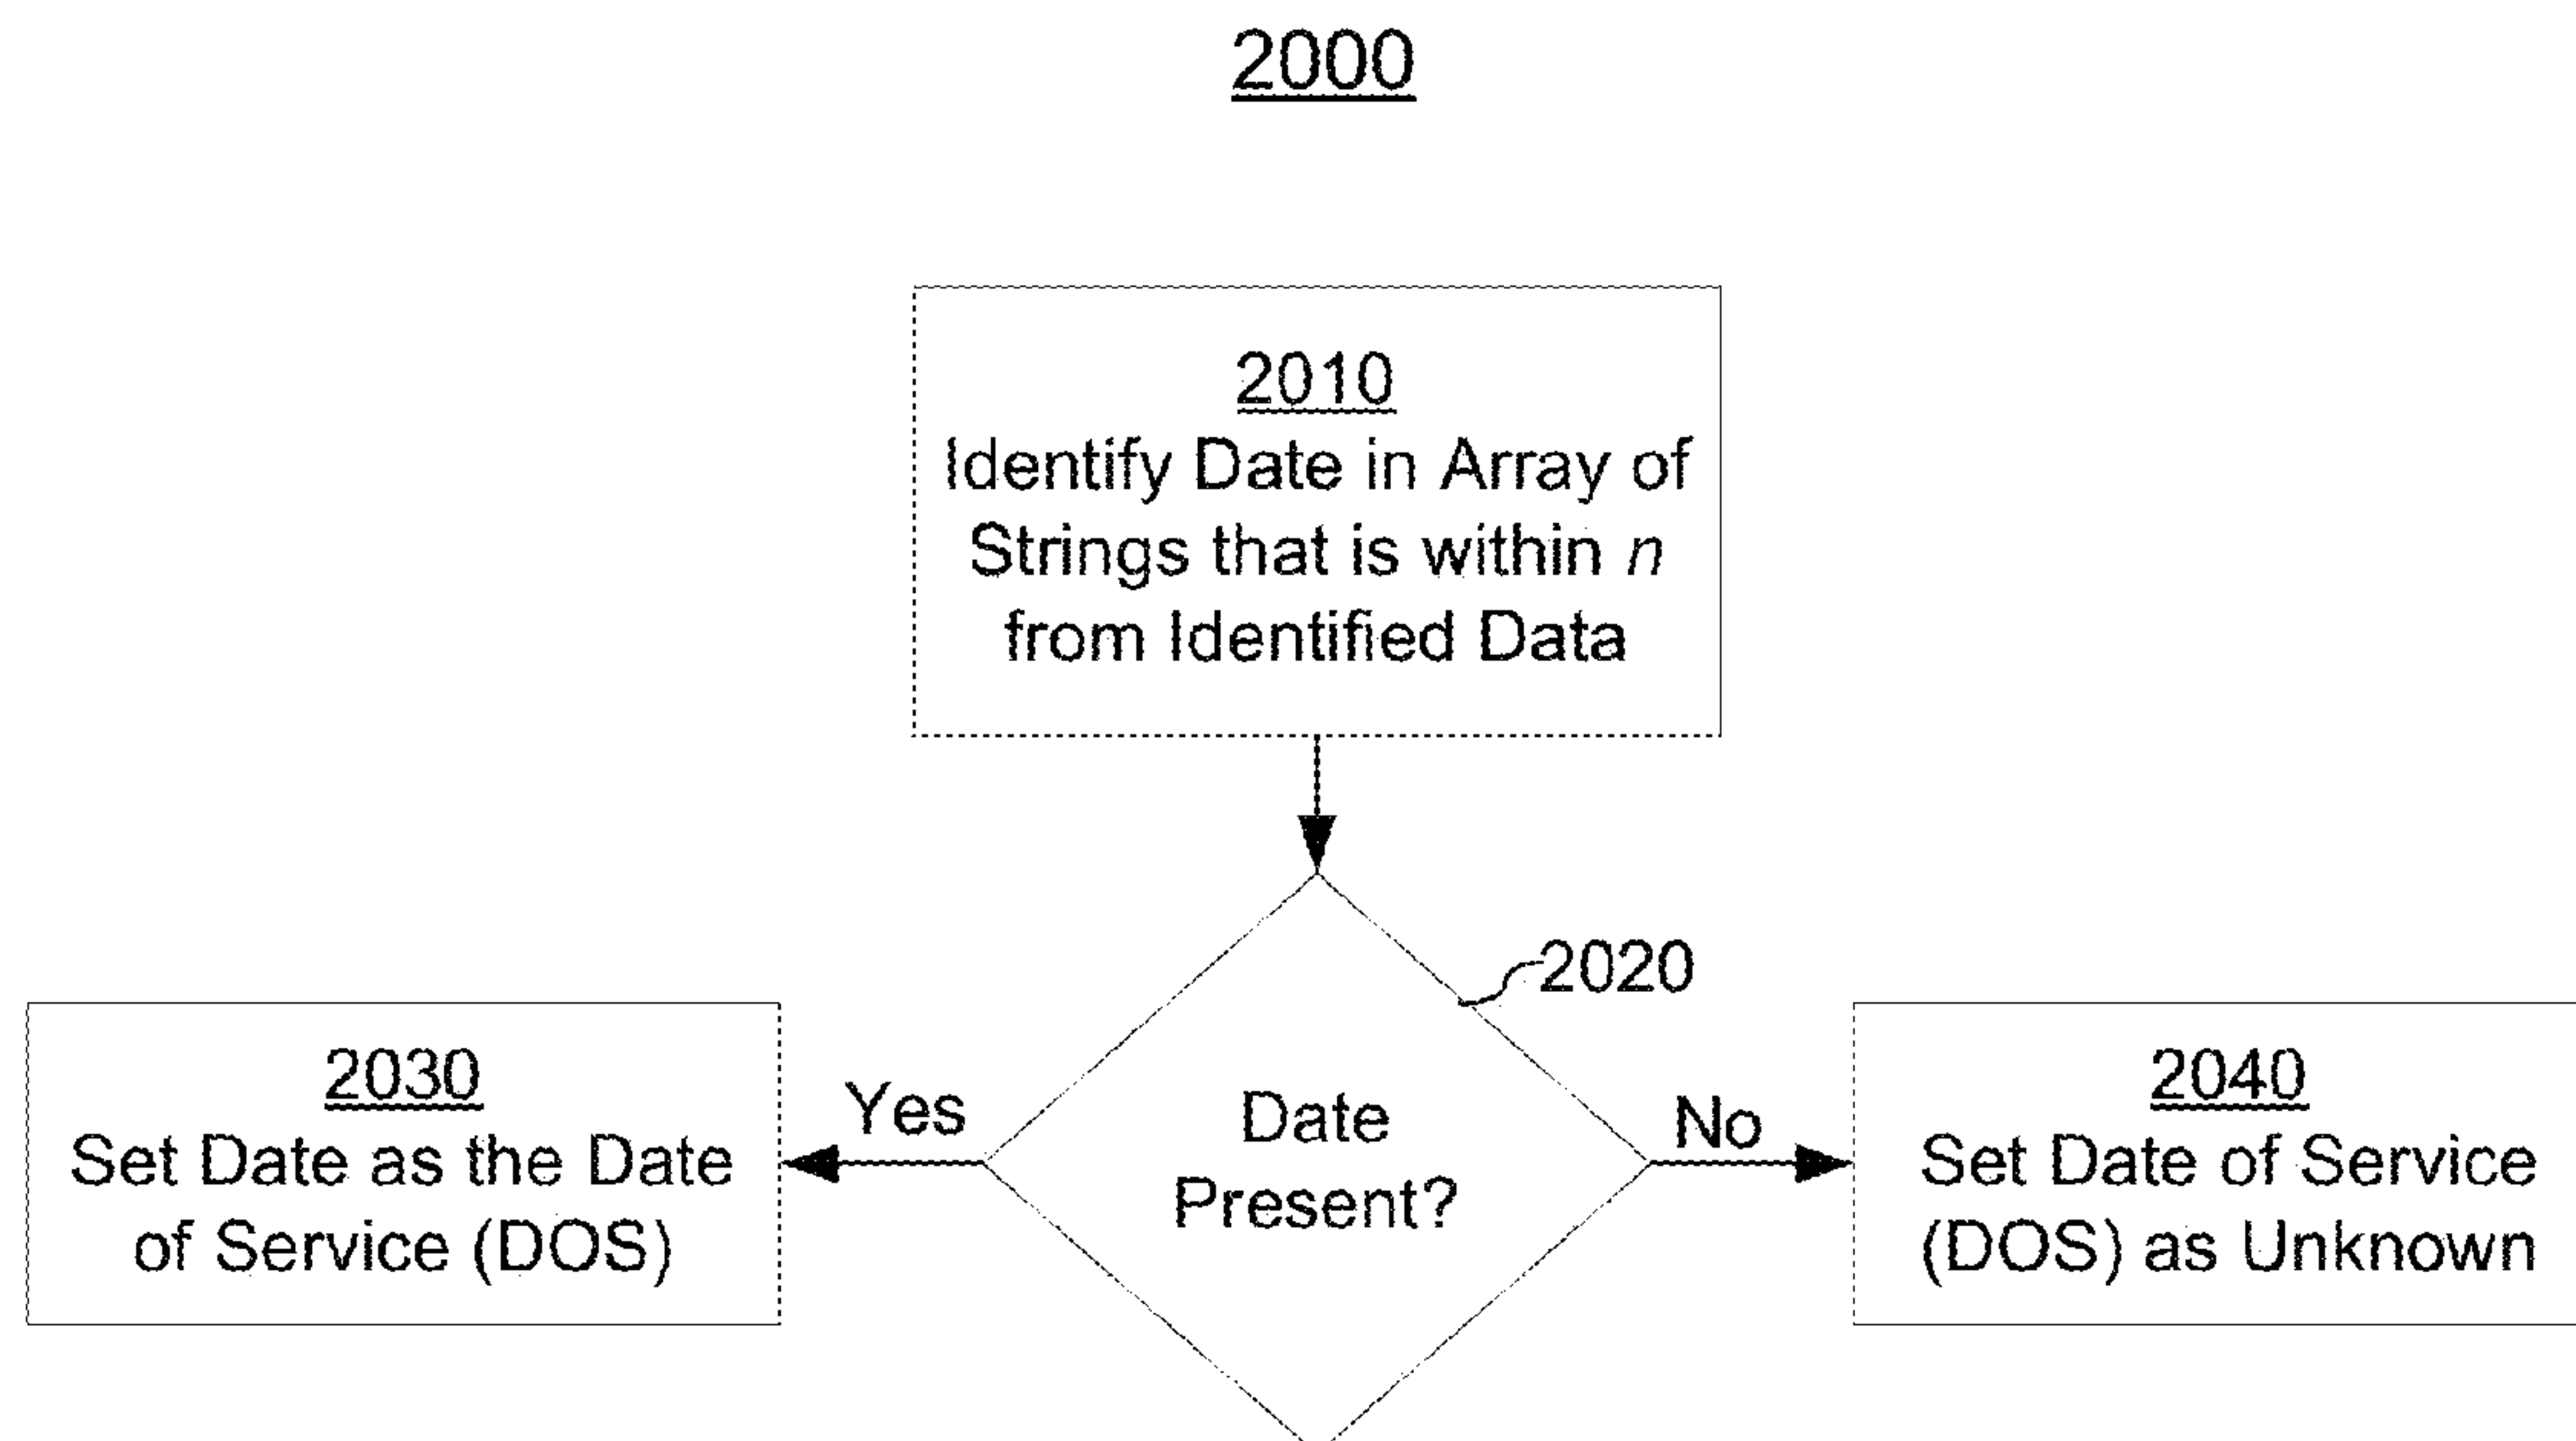 2000
2010
Identify Date in Array of
Strings that is within n
from Identified Data
2020
2030
Set Date as the Date
of Service (DOS)
Yes
Date
Present?
No
2040
Set Date of Service
(DOS) as Unknown